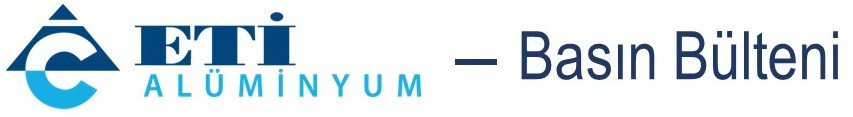 ETİ
ALÜMİNYUM
— Basın Bülteni